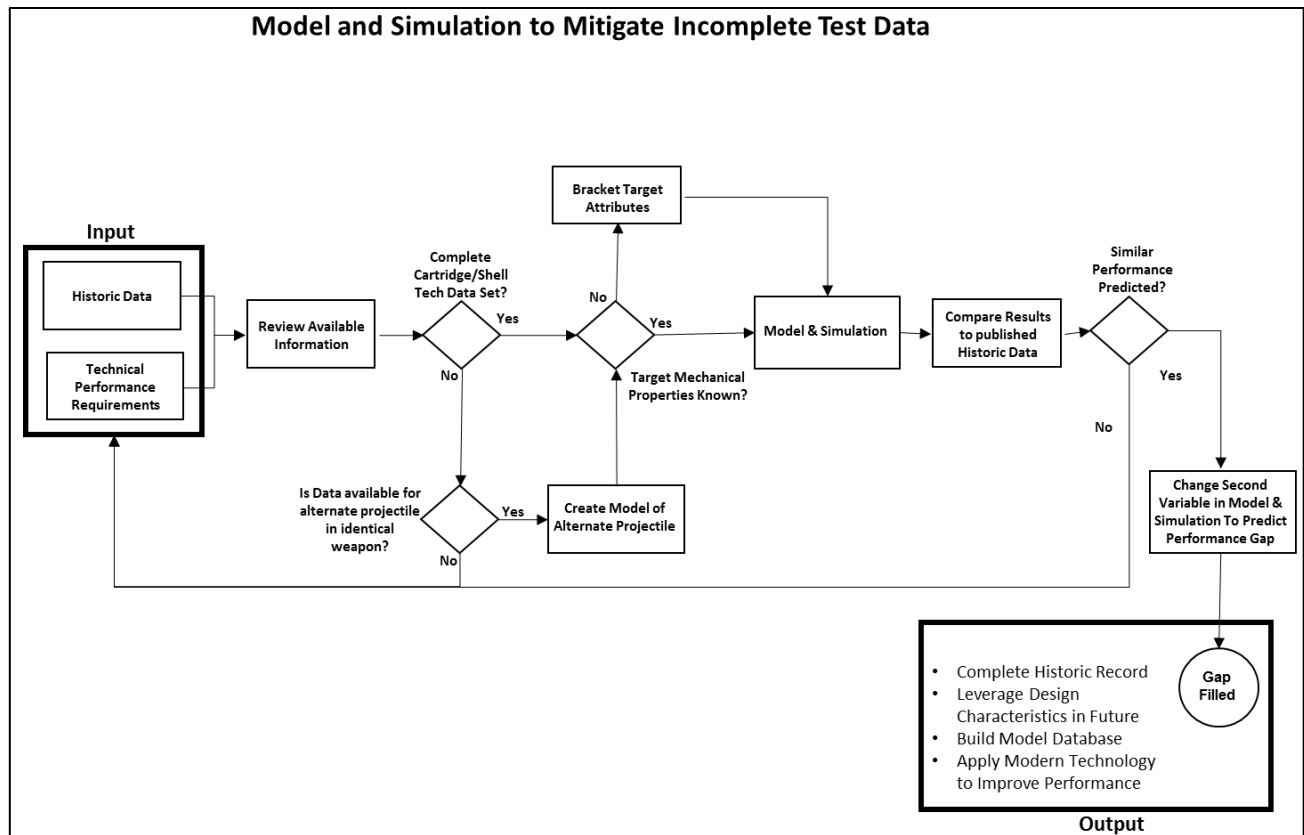 Model and Simulation to Mitigate Incomplete Test Data
Input
Historic Data
Technical
Performance
Requirements
Review Available
Information
Complete
Cartridge/Shell
Tech Data Set?
Yes
No
Is Data available for
alternate projectile
in identical
weapon?
Yes
No
Create Model of
Alternate Projectile
Bracket Target
Attributes
No
Yes
Target Mechanical
Properties Known?
Model & Simulation
Compare Results
to published
Historic Data
Similar
Performance
Predicted?
Yes
No
Change Second
Variable in Model &
Simulation To Predict
Performance Gap
Gap
Filled
• Complete Historic Record
• Leverage Design
Characteristics in Future
• Build Model Database
• Apply Modern Technology
to Improve Performance
Output